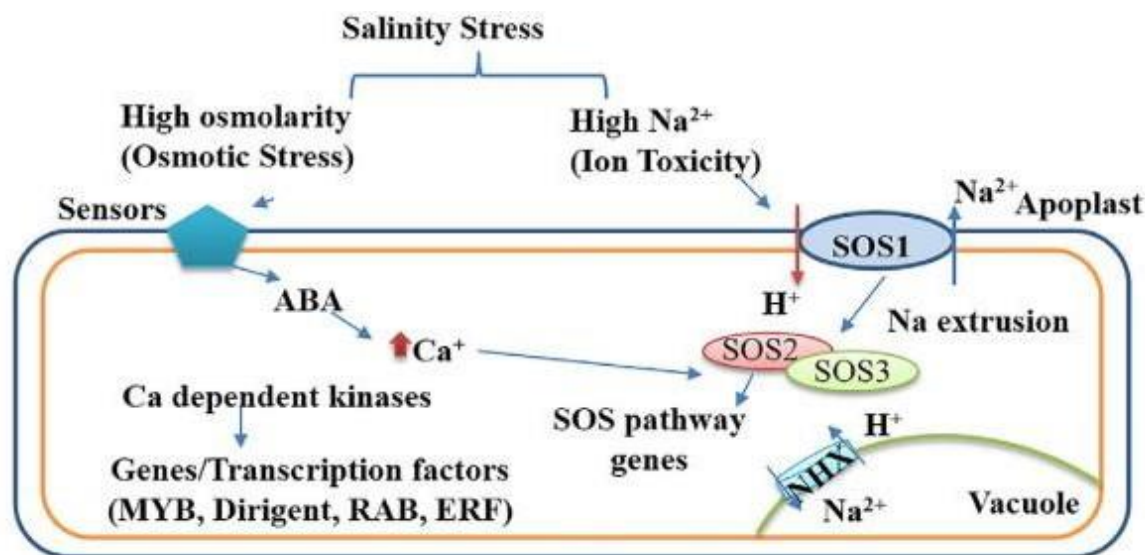 Salinity Stress
High osmolarity
(Osmotic Stress)
High Na²⁺
(Ion Toxicity)
Sensors
Na²⁺
Apoplast
SOS1
ABA
H⁺
Na extrusion
Ca⁺
SOS2
SOS3
Ca dependent kinases
SOS pathway
genes
H⁺
NHX
Genes/Transcription factors
(MYB, Dirigent, RAB, ERF)
Na²⁺
Vacuole